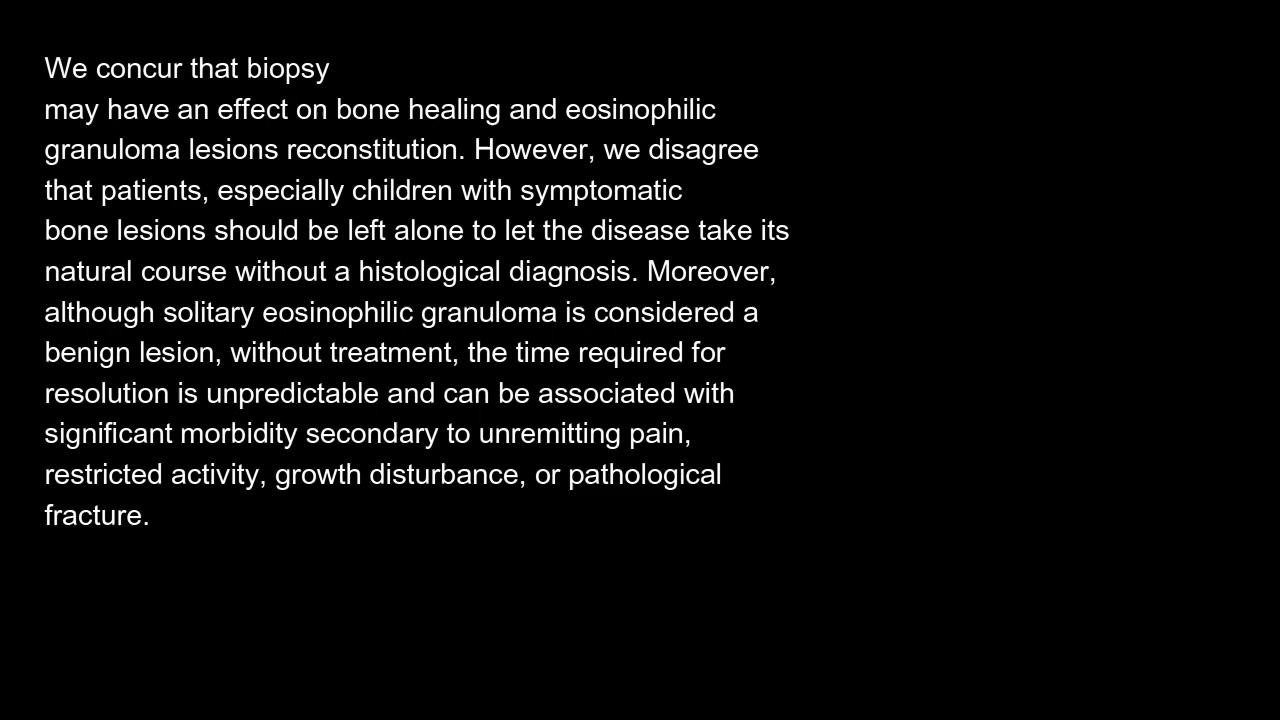 We concur that biopsy
may have an effect on bone healing and eosinophilic
granuloma lesions reconstitution. However, we disagree
that patients, especially children with symptomatic
bone lesions should be left alone to let the disease take its
natural course without a histological diagnosis. Moreover,
although solitary eosinophilic granuloma is considered a
benign lesion, without treatment, the time required for
resolution is unpredictable and can be associated with
significant morbidity secondary to unremitting pain,
restricted activity, growth disturbance, or pathological
fracture.